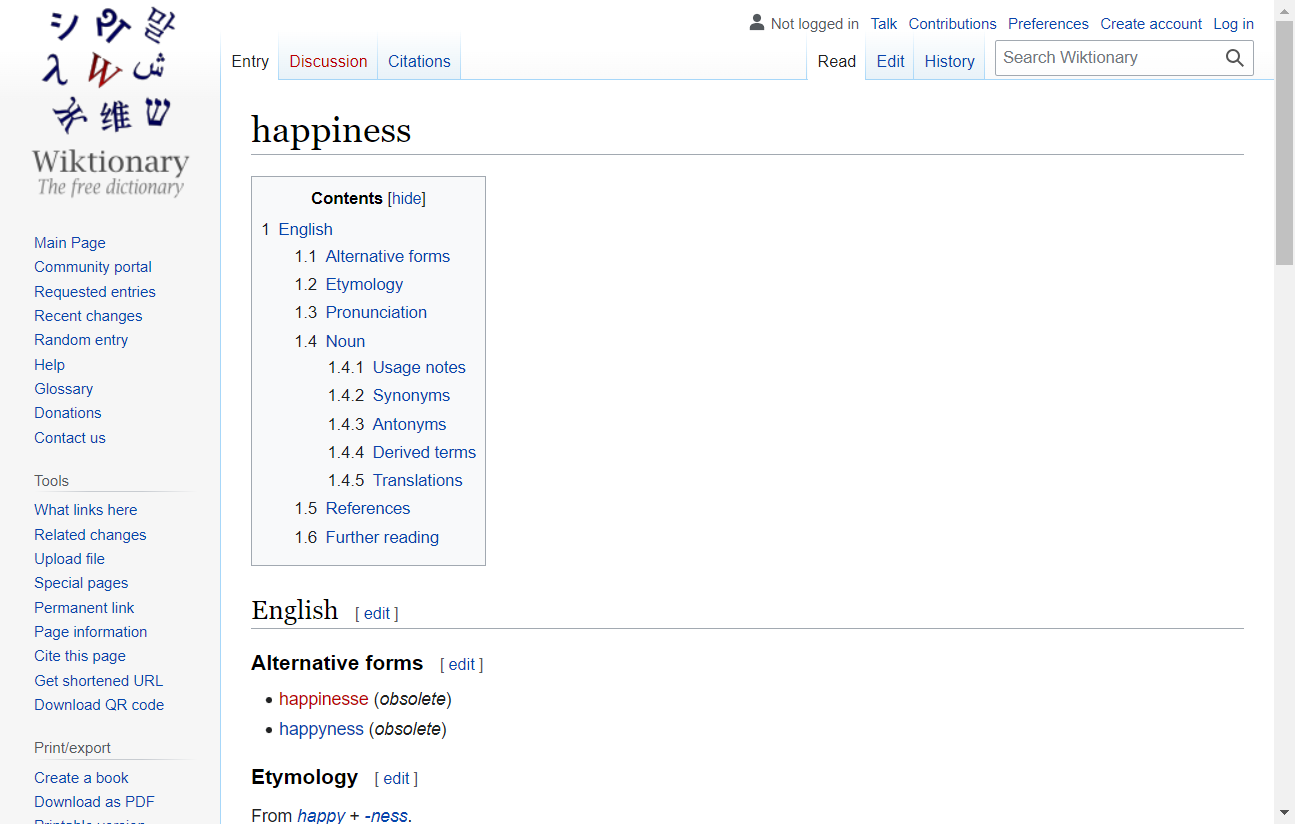 Not logged in Talk Contributions Preferences Create account Log in
Entry Discussion Citations Read Edit History Search Wiktionary
シ Wiktionary
The free dictionary
Main Page
Community portal
Requested entries
Recent changes
Random entry
Help
Glossary
Donations
Contact us
Tools
What links here
Related changes
Upload file
Special pages
Permanent link
Page information
Cite this page
Get shortened URL
Download QR code
Print/export
Create a book
Download as PDF
Printable version
happiness
Contents [hide]
1 English
1.1 Alternative forms
1.2 Etymology
1.3 Pronunciation
1.4 Noun
1.4.1 Usage notes
1.4.2 Synonyms
1.4.3 Antonyms
1.4.4 Derived terms
1.4.5 Translations
1.5 References
1.6 Further reading
English [ edit ]
Alternative forms [ edit ]
• happinesse (obsolete)
• happyness (obsolete)
Etymology [ edit ]
From happy + -ness.